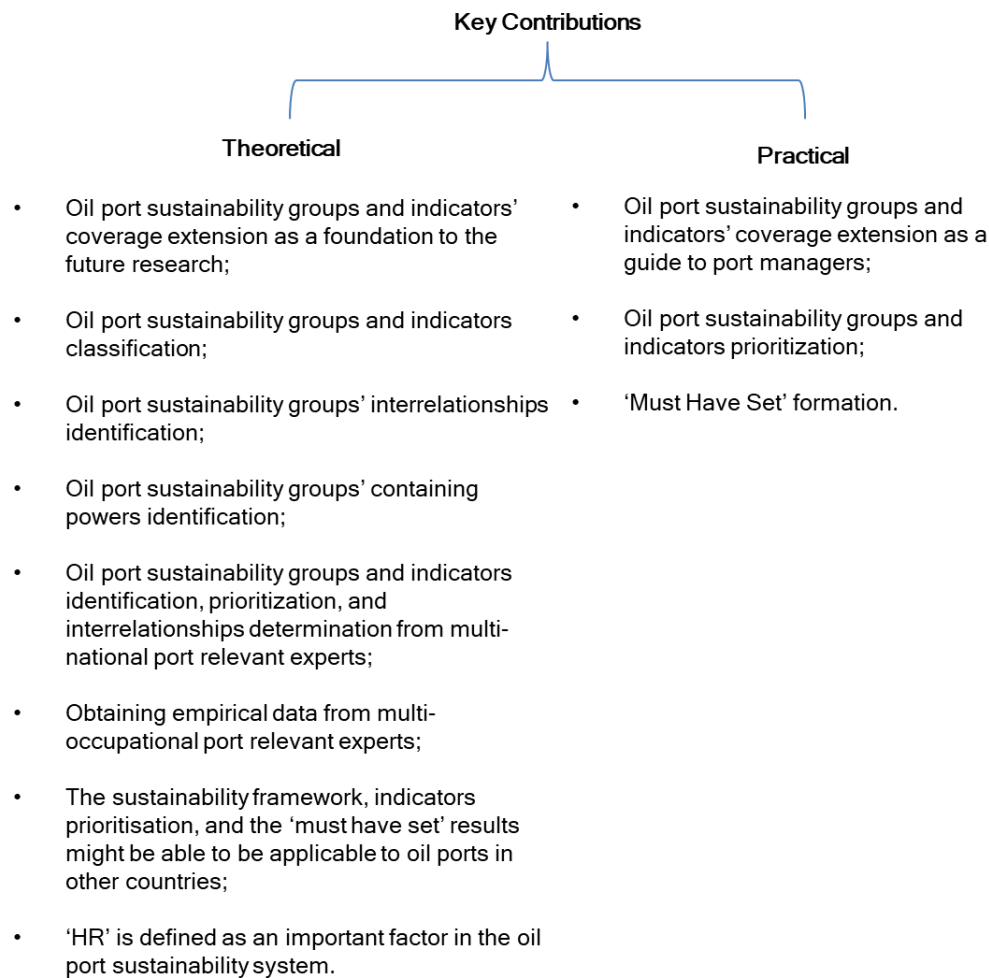 Key Contributions
Theoretical
• Oil port sustainability groups and indicators’
coverage extension as a foundation to the
future research;
• Oil port sustainability groups and indicators
classification;
• Oil port sustainability groups’ interrelationships
identification;
• Oil port sustainability groups’ containing
powers identification;
• Oil port sustainability groups and indicators
identification, prioritization, and
interrelationships determination from multi-
national port relevant experts;
• Obtaining empirical data from multi-
occupational port relevant experts;
• The sustainability framework, indicators
prioritisation, and the ‘must have set’ results
might be able to be applicable to oil ports in
other countries;
• ‘HR’ is defined as an important factor in the oil
port sustainability system.
Practical
• Oil port sustainability groups and
indicators’ coverage extension as a
guide to port managers;
• Oil port sustainability groups and
indicators prioritization;
• ‘Must Have Set’ formation.